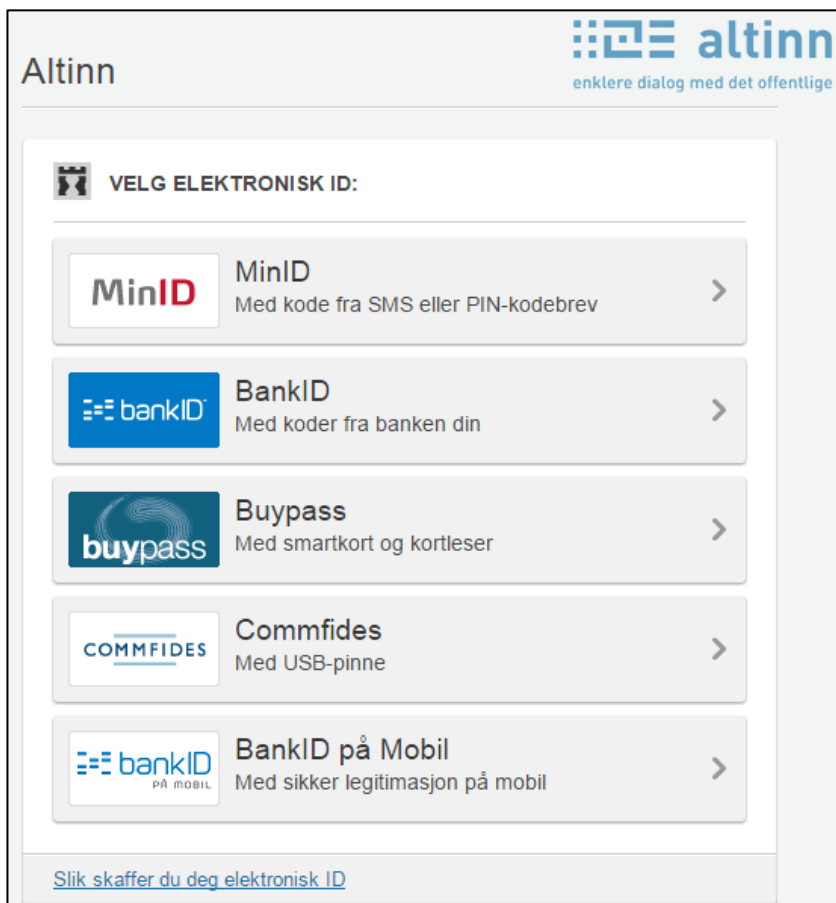 altinn
Altinn
enklere dialog med det offentlige
VELG ELEKTRONISK ID:
MinID
MinID
Med kode fra SMS eller PIN-kodebrev
bankID
BankID
Med koder fra banken din
buypass
Buypass
Med smartkort og kortleser
COMMFIDES
Commfides
Med USB-pinne
bankID
PÅ MOBIL
BankID på Mobil
Med sikker legitimasjon på mobil
Slik skaffer du deg elektronisk ID